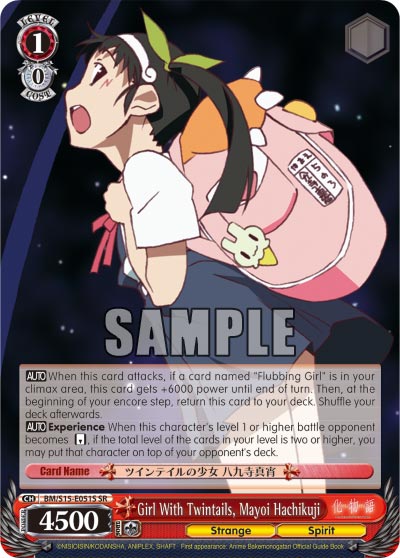 LEVEL
1
0
COST
SAMPLE
AUTO When this card attacks, if a card named "Flubbing Girl" is in your
climax area, this card gets +6000 power until end of turn. Then, at the
beginning of your encore step, return this card to your deck. Shuffle your
deck afterwards.
AUTO Experience When this character's level 1 or higher battle opponent
becomes , if the total level of the cards in your level is two or higher, you
may put that character on top of your opponent's deck.
Card Name ツインテイルの少女 八九寺真宵
CH BM/S15-E051S SR
Girl With Twintails, Mayoi Hachikuji
化物語
POWER
4500
SOUL
Strange
Spirit
©NISIOISIN/KODANSHA, ANIPLEX, SHAFT First appearance: Anime Bakemonogatari Official Guide Book